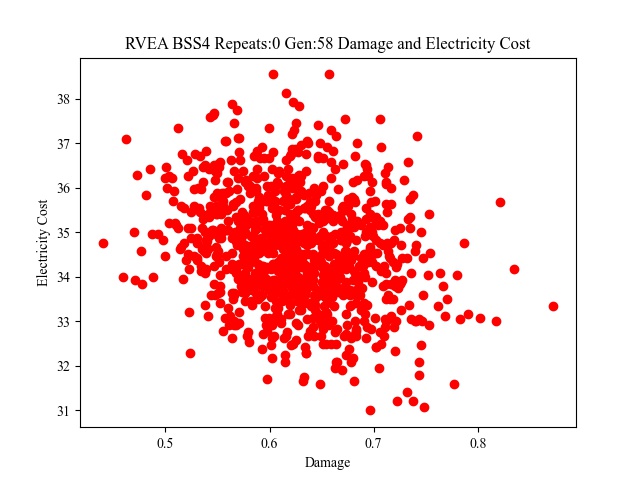 RVEA BSS4 Repeats:0 Gen:58 Damage and Electricity Cost
38
37
36
35
34
33
32
31
Electricity Cost
0.5 0.6 0.7 0.8
Damage